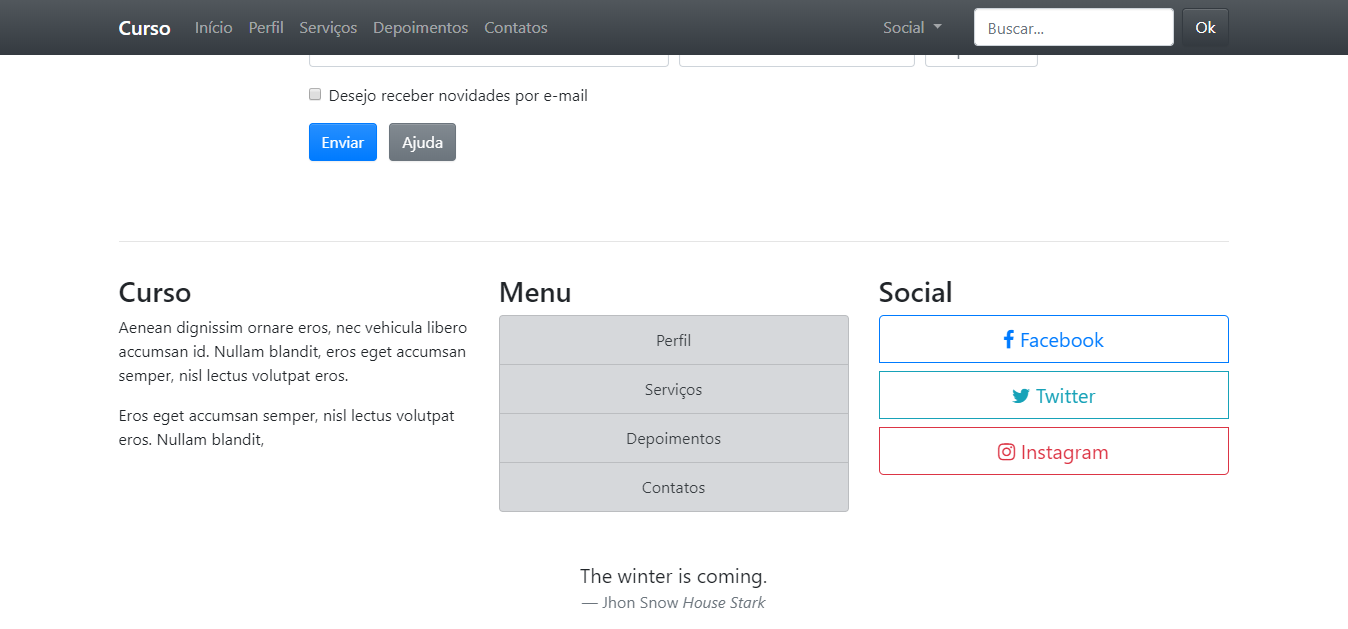 Curso Início Perfil Serviços Depoimentos Contatos Social Buscar... Ok
Desejo receber novidades por e-mail
Enviar Ajuda
Curso
Aenean dignissim ornare eros, nec vehicula libero
accumsan id. Nullam blandit, eros eget accumsan
semper, nisl lectus volutpat eros.
Eros eget accumsan semper, nisl lectus volutpat
eros. Nullam blandit,
Menu
Perfil
Serviços
Depoimentos
Contatos
Social
Facebook
Twitter
Instagram
The winter is coming.
— Jhon Snow House Stark